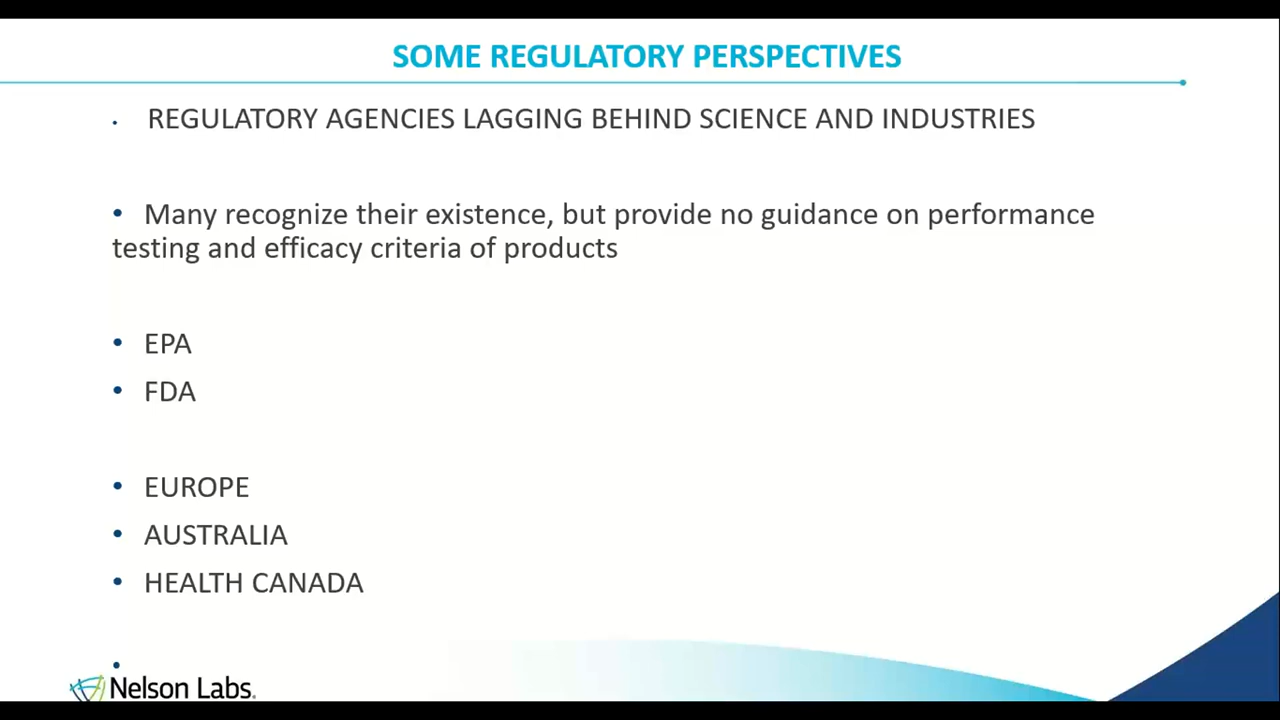 SOME REGULATORY PERSPECTIVES
• REGULATORY AGENCIES LAGGING BEHIND SCIENCE AND INDUSTRIES
• Many recognize their existence, but provide no guidance on performance
testing and efficacy criteria of products
• EPA
• FDA
• EUROPE
• AUSTRALIA
• HEALTH CANADA
•
Nelson Labs.